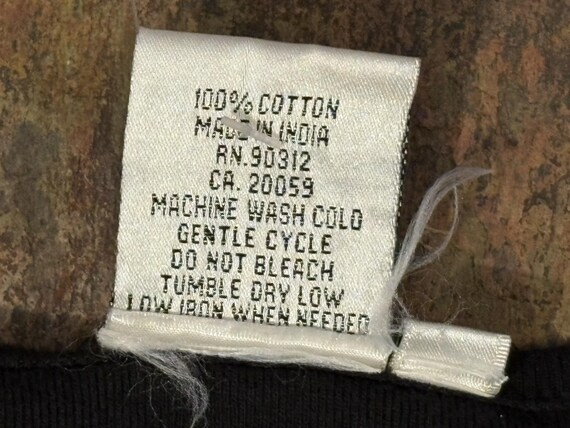 100% COTTON
MADE IN INDIA
RN. 90312
CA. 20059
MACHINE WASH COLD
GENTLE CYCLE
DO NOT BLEACH
TUMBLE DRY LOW
LOW IRON WHEN NEEDED